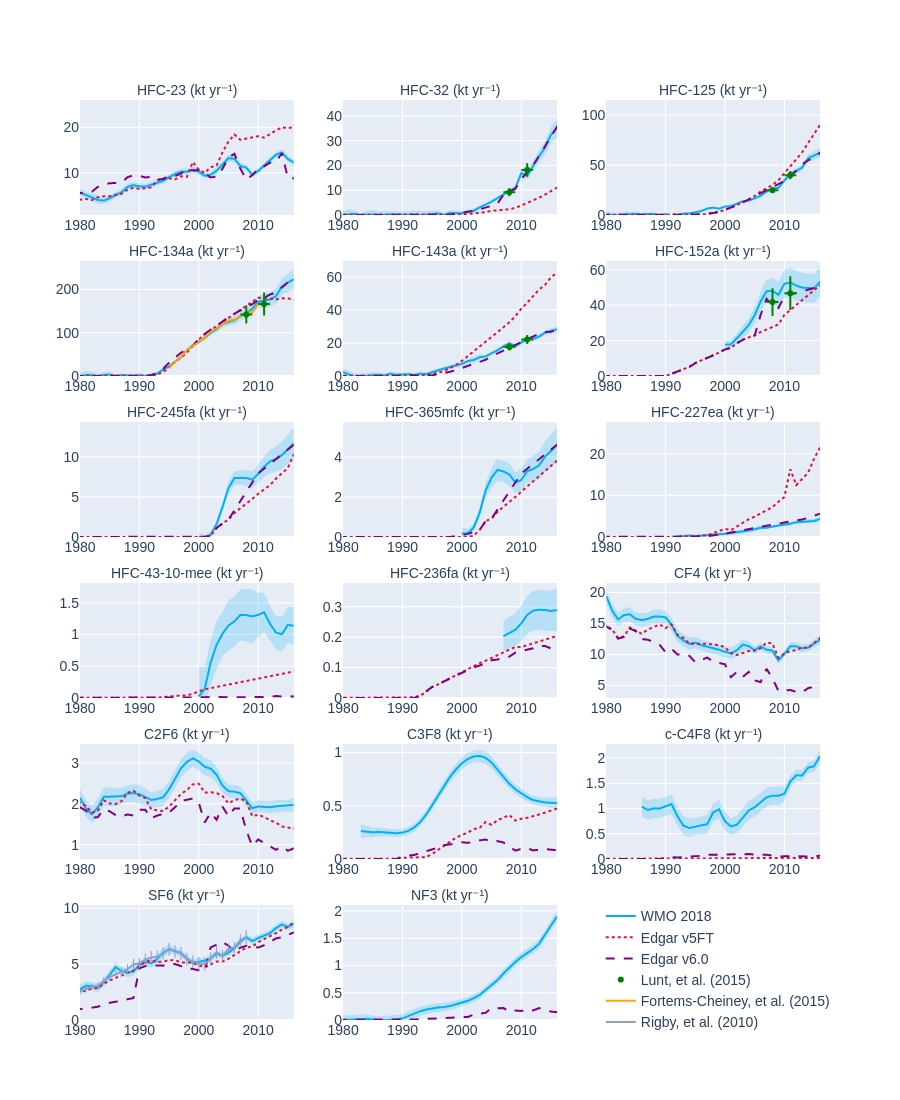 HFC-23 (kt yr⁻¹)
HFC-32 (kt yr⁻¹)
HFC-125 (kt yr⁻¹)
20
10
1980 1990 2000 2010
40
30
20
10
0
1980 1990 2000 2010
100
50
0
1980 1990 2000 2010
HFC-134a (kt yr⁻¹)
HFC-143a (kt yr⁻¹)
HFC-152a (kt yr⁻¹)
200
100
0
1980 1990 2000 2010
60
40
20
0
1980 1990 2000 2010
60
40
20
0
1980 1990 2000 2010
HFC-245fa (kt yr⁻¹)
HFC-365mfc (kt yr⁻¹)
HFC-227ea (kt yr⁻¹)
10
5
0
1980 1990 2000 2010
4
2
0
1980 1990 2000 2010
20
10
0
1980 1990 2000 2010
HFC-43-10-mee (kt yr⁻¹)
HFC-236fa (kt yr⁻¹)
CF4 (kt yr⁻¹)
1.5
1
0.5
0
1980 1990 2000 2010
0.3
0.2
0.1
0
1980 1990 2000 2010
20
15
10
5
1980 1990 2000 2010
C2F6 (kt yr⁻¹)
C3F8 (kt yr⁻¹)
c-C4F8 (kt yr⁻¹)
3
2
1
1980 1990 2000 2010
1
0.5
0
1980 1990 2000 2010
2
1.5
1
0.5
0
1980 1990 2000 2010
SF6 (kt yr⁻¹)
NF3 (kt yr⁻¹)
10
5
0
1980 1990 2000 2010
2
1.5
1
0.5
0
1980 1990 2000 2010
WMO 2018
Edgar v5FT
Edgar v6.0
Lunt, et al. (2015)
Fortems-Cheiney, et al. (2015)
Rigby, et al. (2010)